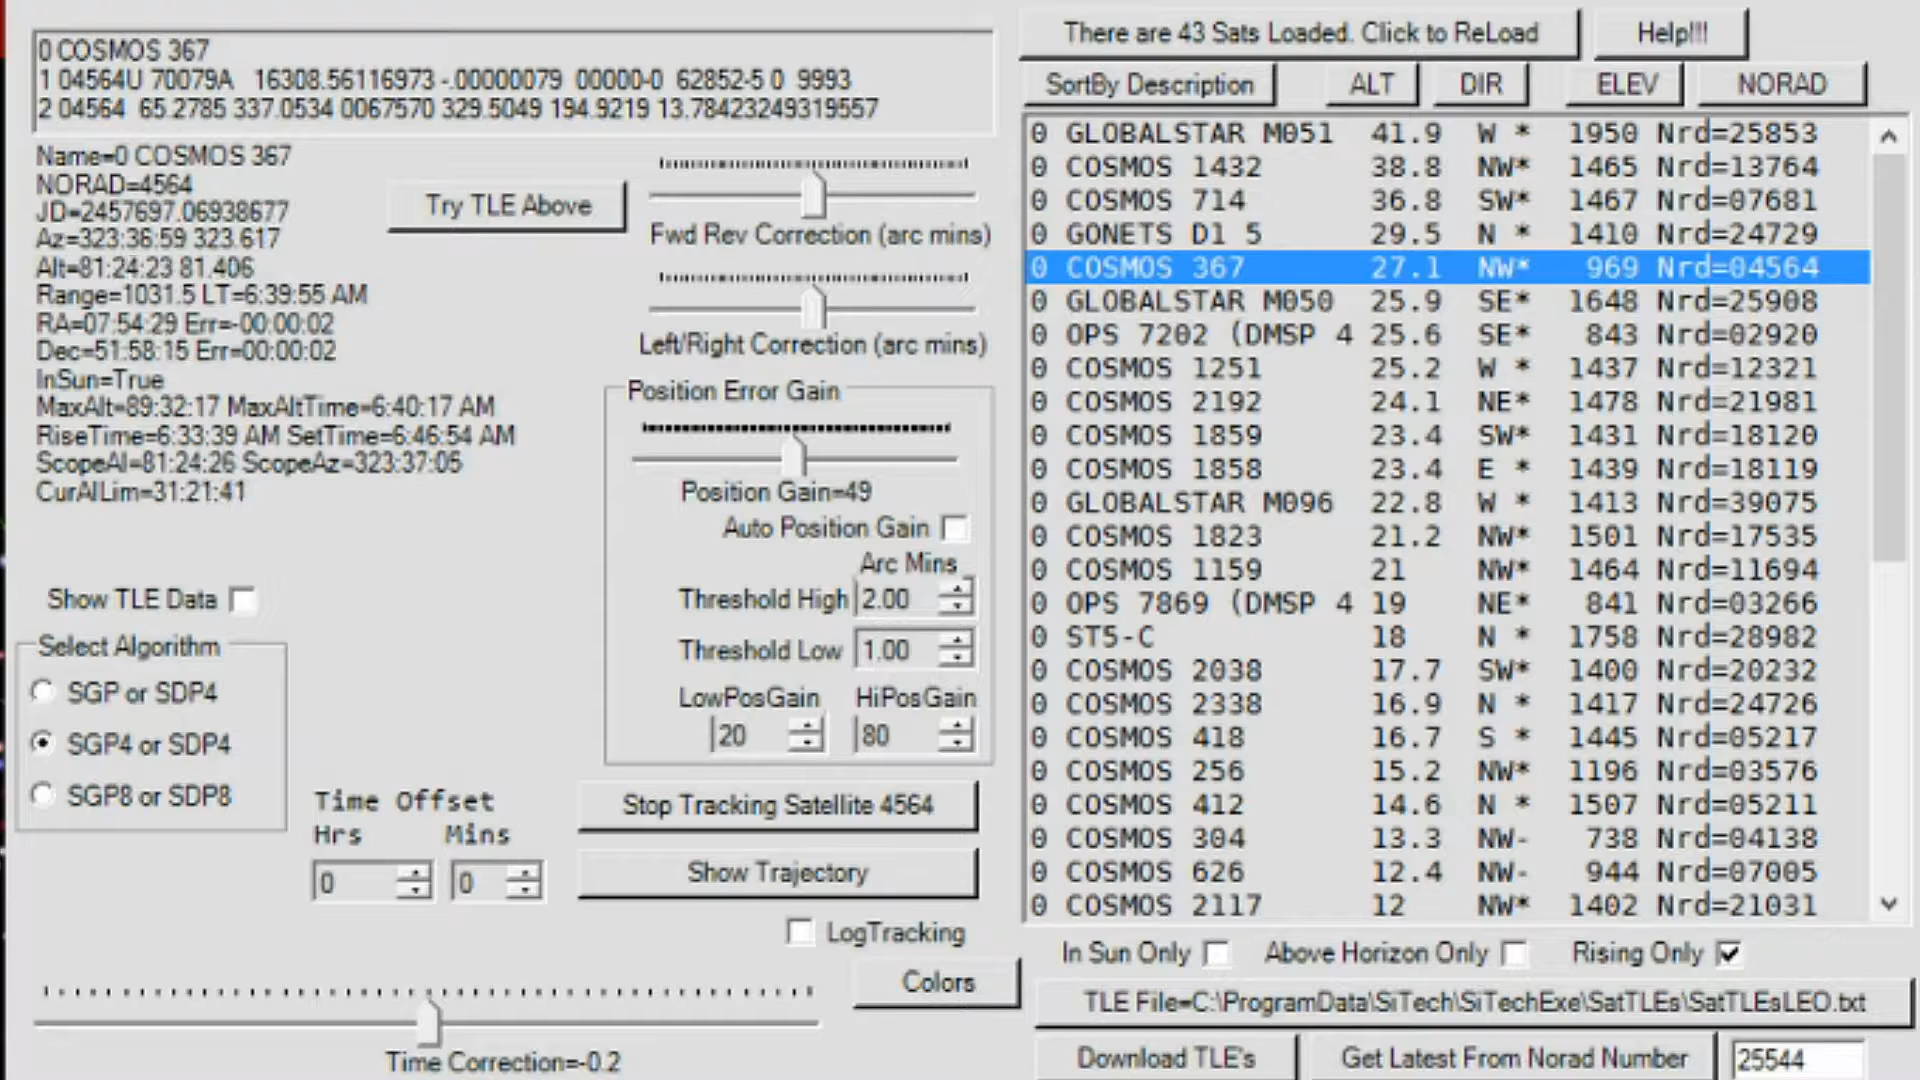 0 COSMOS 367
1 04564U 70079A   16308.56116973 -.00000079  00000-0  62852-5 0  9993
2 04564  65.2785 337.0534 0067570 329.5049 194.9219 13.78423249319557
Name=0 COSMOS 367
NORAD=4564
JD=2457697.06938677
Az=323:36:59 323.617
Alt=81:24:23 81.406
Range=1031.5 LT=6:39:55 AM
RA=07:54:29 Err=-00:00:02
Dec=51:58:15 Err=00:00:02
InSun=True
MaxAlt=89:32:17 MaxAltTime=6:40:17 AM
RiseTime=6:33:39 AM SetTime=6:46:54 AM
ScopeAl=81:24:26 ScopeAz=323:37:05
CurAlLim=31:21:41
Try TLE Above
Fwd Rev Correction (arc mins)
Left/Right Correction (arc mins)
Position Error Gain
Position Gain=49
Auto Position Gain
Arc Mins
Threshold High 2.00
Threshold Low 1.00
LowPosGain HiPosGain
20 80
Show TLE Data
Select Algorithm
SGP or SDP4
SGP4 or SDP4
SGP8 or SDP8
Time Offset
Hrs Mins
0 0
Stop Tracking Satellite 4564
Show Trajectory
LogTracking
Colors
Time Correction=-0.2
There are 43 Sats Loaded. Click to ReLoad Help!!!
SortBy Description ALT DIR ELEV NORAD
0 GLOBALSTAR M051 41.9 W * 1950 Nrd=25853
0 COSMOS 1432 38.8 NW* 1465 Nrd=13764
0 COSMOS 714 36.8 SW* 1467 Nrd=07681
0 GONETS D1 5 29.5 N * 1410 Nrd=24729
0 COSMOS 367 27.1 NW* 969 Nrd=04564
0 GLOBALSTAR M050 25.9 SE* 1648 Nrd=25908
0 OPS 7202 (DMSP 4 25.6 SE* 843 Nrd=02920
0 COSMOS 1251 25.2 W * 1437 Nrd=12321
0 COSMOS 2192 24.1 NE* 1478 Nrd=21981
0 COSMOS 1859 23.4 SW* 1431 Nrd=18120
0 COSMOS 1858 23.4 E * 1439 Nrd=18119
0 GLOBALSTAR M096 22.8 W * 1413 Nrd=39075
0 COSMOS 1823 21.2 NW* 1501 Nrd=17535
0 COSMOS 1159 21 NW* 1464 Nrd=11694
0 OPS 7869 (DMSP 4 19 NE* 841 Nrd=03266
0 ST5-C 18 N * 1758 Nrd=28982
0 COSMOS 2038 17.7 SW* 1400 Nrd=20232
0 COSMOS 2338 16.9 N * 1417 Nrd=24726
0 COSMOS 418 16.7 S * 1445 Nrd=05217
0 COSMOS 256 15.2 NW* 1196 Nrd=03576
0 COSMOS 412 14.6 N * 1507 Nrd=05211
0 COSMOS 304 13.3 NW- 738 Nrd=04138
0 COSMOS 626 12.4 NW- 944 Nrd=07005
0 COSMOS 2117 12 NW* 1402 Nrd=21031
In Sun Only Above Horizon Only Rising Only
TLE File=C:\ProgramData\SiTech\SiTechExe\SatTLEs\SatTLEsLEO.txt
Download TLE's Get Latest From Norad Number 25544